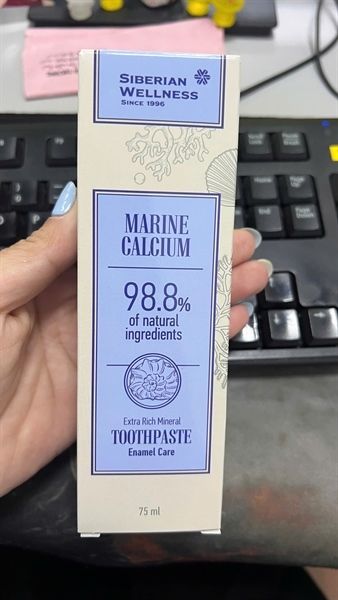 SIBERIAN
WELLNESS
SINCE 1996
MARINE
CALCIUM
98.8%
of natural
ingredients
Extra Rich Mineral
TOOTHPASTE
Enamel Care
75 ml